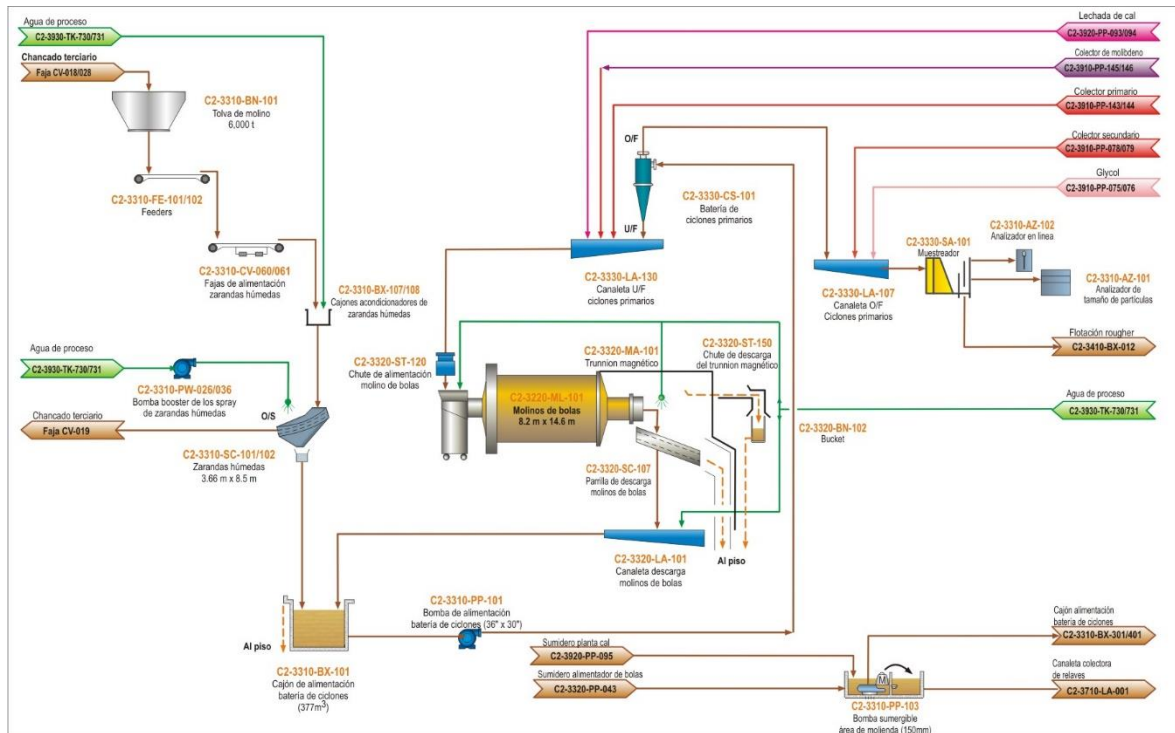 Agua de proceso
C2-3930-TK-730/731
Chancado terciario
Faja CV-018/028
C2-3310-BN-101
Tolva de molino
6,000 t
C2-3310-FE-101/102
Feeders
C2-3310-CV-060/061
Fajas de alimentación
zarandas húmedas
C2-3310-BX-107/108
Cajones acondicionadores de
zarandas húmedas
Agua de proceso
C2-3930-TK-730/731
C2-3310-PW-026/036
Bomba booster de los spray
de zarandas húmedas
O/S
Chancado terciario
Faja CV-019
C2-3310-SC-101/102
Zarandas húmedas
3.66 m x 8.5 m
Al piso
C2-3310-BX-101
Cajón de alimentación
batería de ciclones
(377m3)
C2-3310-PP-101
Bomba de alimentación
batería de ciclones (36" x 30")
O/F
U/F
C2-3330-CS-101
Batería de
ciclones primarios
C2-3330-LA-130
Canaleta U/F
ciclones primarios
C2-3320-ST-120
Chute de alimentación
molino de bolas
C2-3220-ML-101
Molinos de bolas
8.2 m x 14.6 m
C2-3320-MA-101
Trunnion magnético
C2-3320-ST-150
Chute de descarga
del trunnion magnético
C2-3320-BN-102
Bucket
C2-3320-SC-107
Parrilla de descarga
molinos de bolas
C2-3320-LA-101
Canaleta descarga
molinos de bolas
Al piso
Lechada de cal
C2-3920-PP-093/094
Colector de molibdeno
C2-3910-PP-145/146
Colector primario
C2-3910-PP-143/144
Colector secundario
C2-3910-PP-078/079
Glycol
C2-3910-PP-075/076
C2-3310-AZ-102
Analizador en linea
C2-3330-SA-101
Muestreador
C2-3310-AZ-101
Analizador de
tamaño de partículas
C2-3330-LA-107
Canaleta O/F
Ciclones primarios
Flotación rougher
C2-3410-BX-012
Agua de proceso
C2-3930-TK-730/731
Sumidero planta cal
C2-3920-PP-095
Sumidero alimentador de bolas
C2-3320-PP-043
M
C2-3310-PP-103
Bomba sumergible
área de molienda (150mm)
Cajón alimentación
batería de ciclones
C2-3310-BX-301/401
Canaleta colectora
de relaves
C2-3710-LA-001